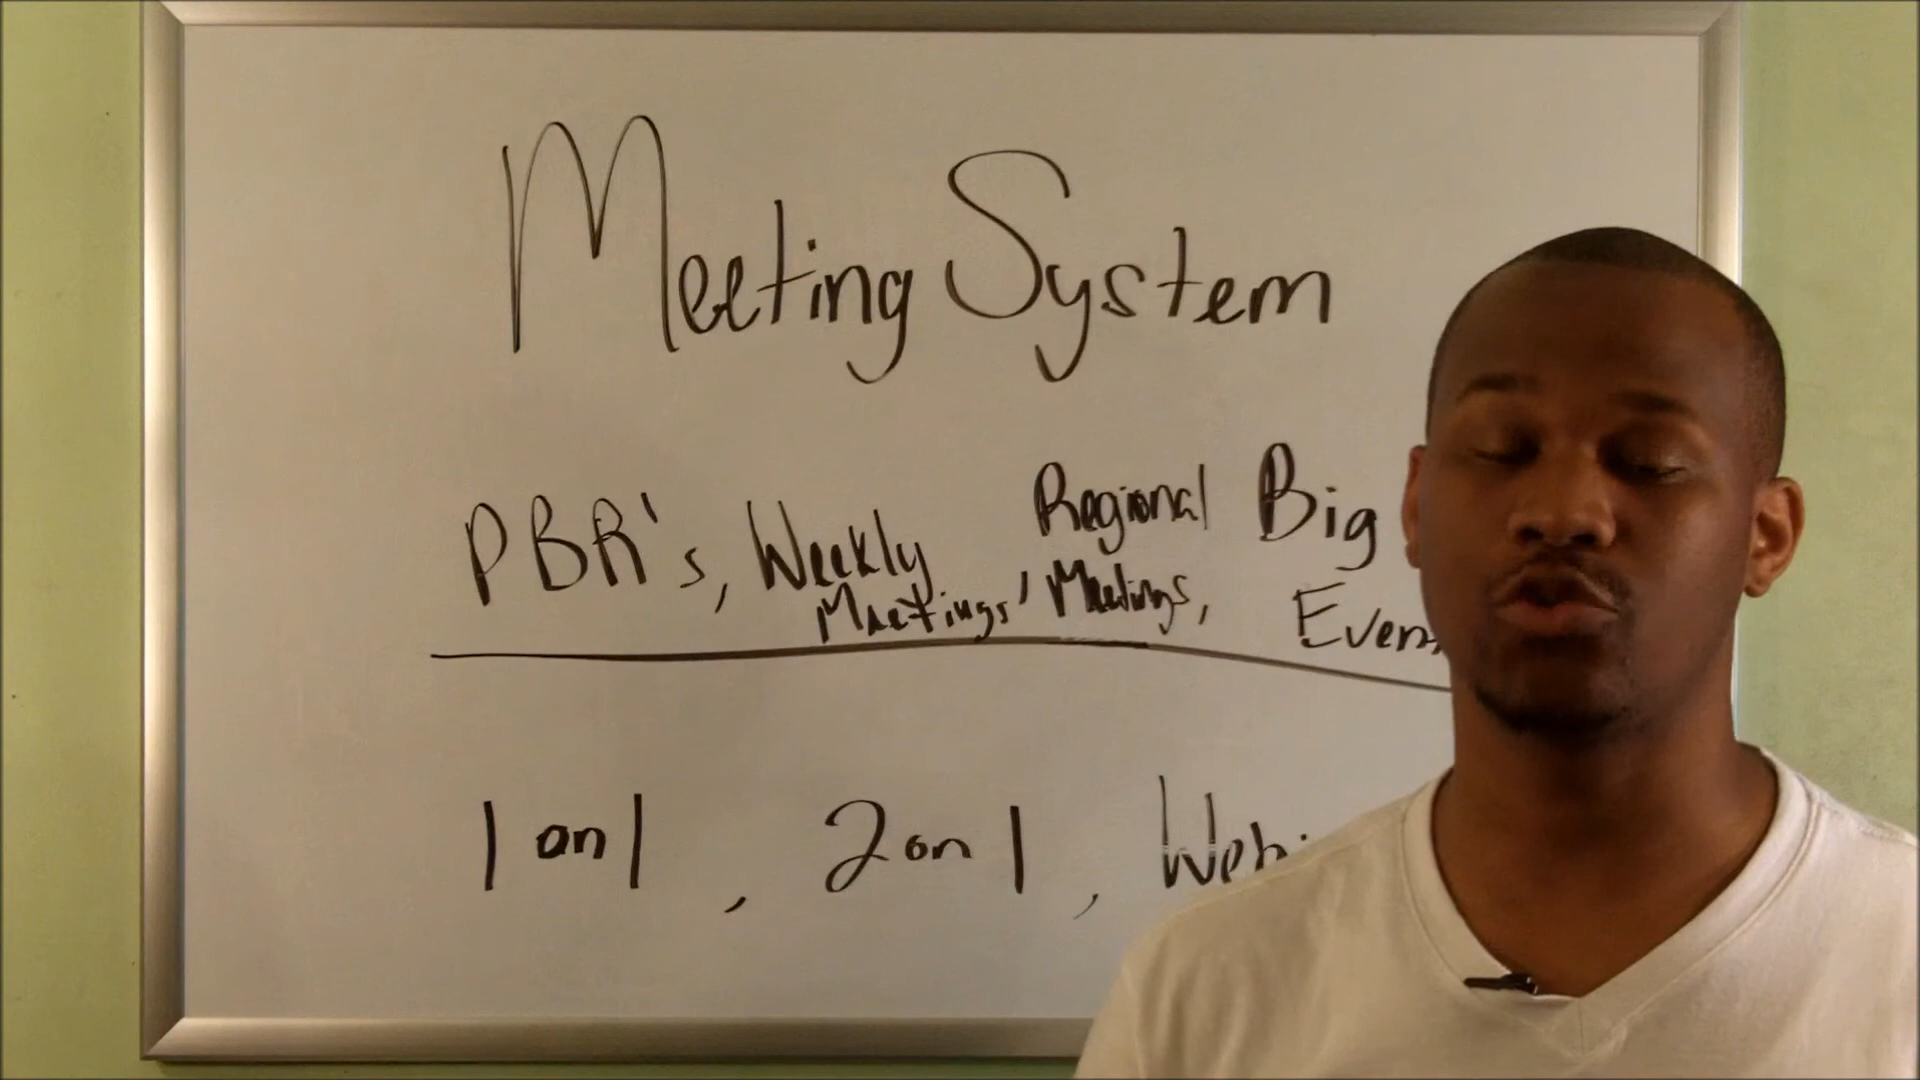 Meeting System
PBR's, Weekly Meetings, Regional Meetings, Big
1 on 1, 2 on 1,